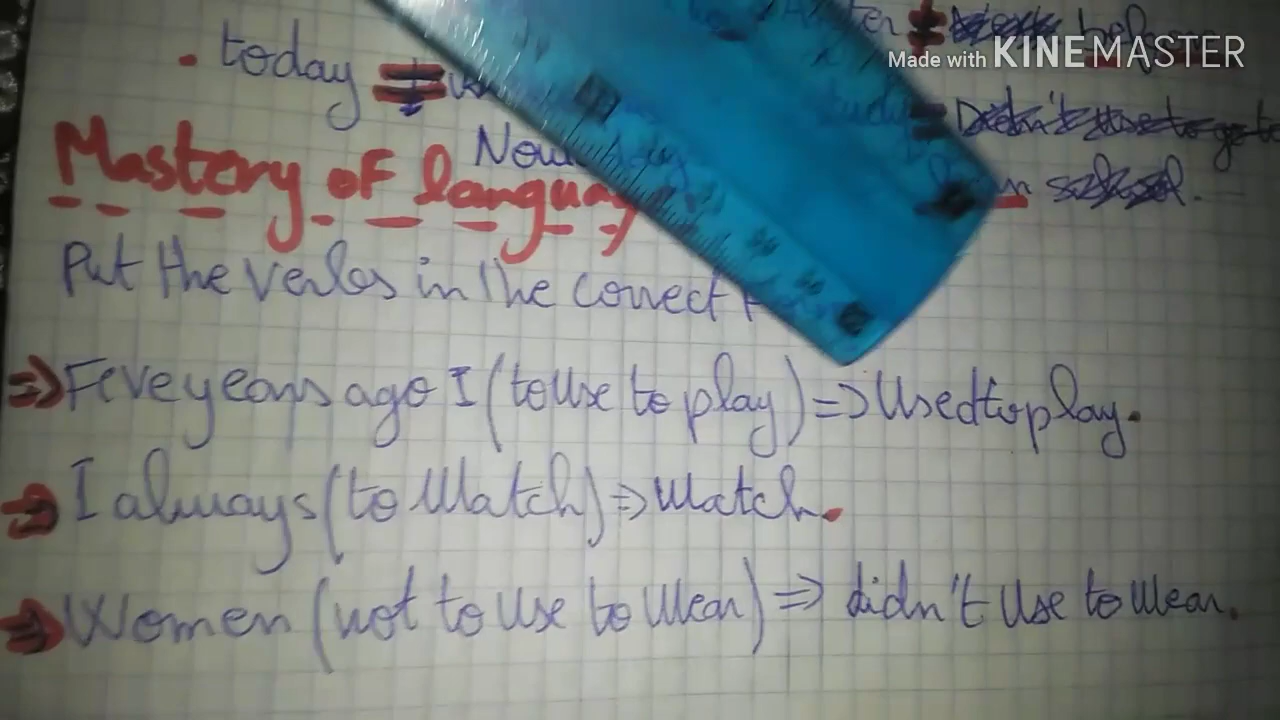 Made with KINEMASTER
. today
Mastery of language
Put the verbs in the correct
=> Five years ago I (to use to play) => Used to play.
=> I always (to watch) => watch.
=> Women (not to use to wear) => didn't use to wear.